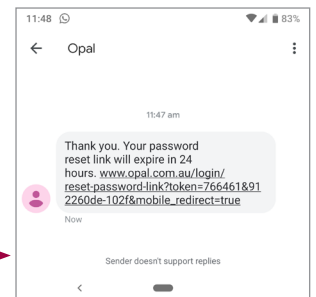 11:48 83%
Opal
11:47 am
Thank you. Your password
reset link will expire in 24
hours. www.opal.com.au/login/
reset-password-link?token=766461&91
2260de-102f&mobile_redirect=true
Now
Sender doesn't support replies